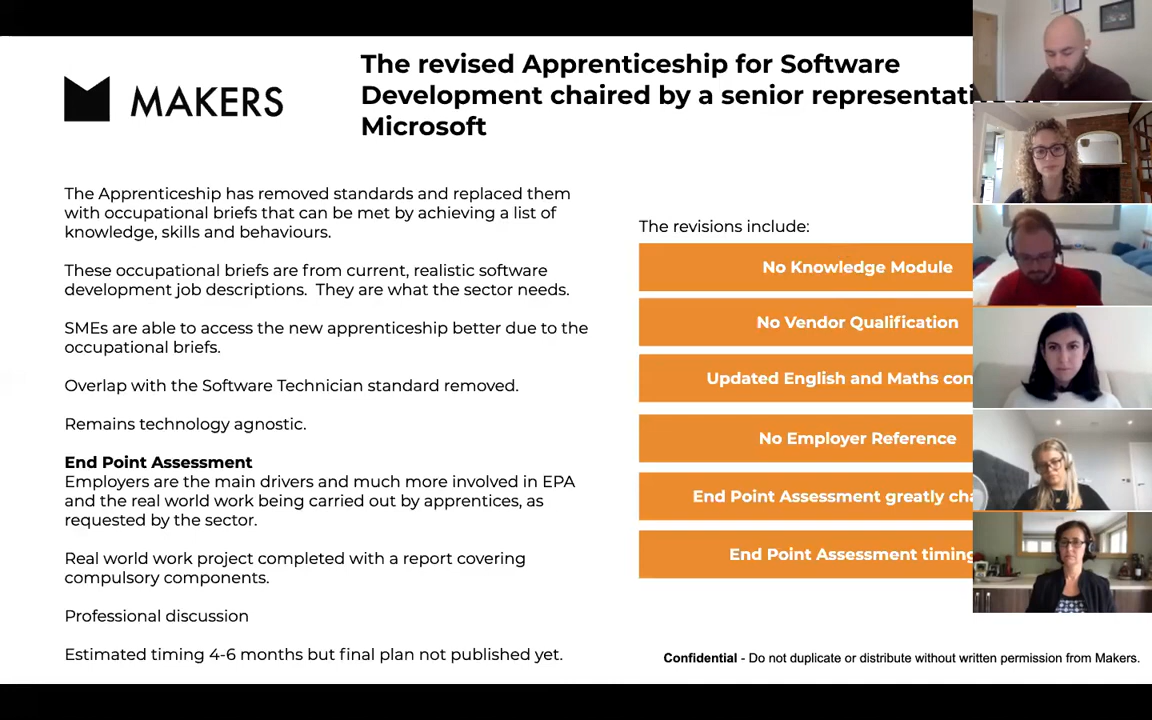 MAKERS
The revised Apprenticeship for Software
Development chaired by a senior
Microsoft
The Apprenticeship has removed standards and replaced them
with occupational briefs that can be met by achieving a list of
knowledge, skills and behaviours.
These occupational briefs are from current, realistic software
development job descriptions.  They are what the sector needs.
SMEs are able to access the new apprenticeship better due to the
occupational briefs.
Overlap with the Software Technician standard removed.
Remains technology agnostic.
End Point Assessment
Employers are the main drivers and much more involved in EPA
and the real world work being carried out by apprentices, as
requested by the sector.
Real world work project completed with a report covering
compulsory components.
Professional discussion
Estimated timing 4-6 months but final plan not published yet.
The revisions include:
No Knowledge Module
No Vendor Qualification
Updated English and Maths
No Employer Reference
End Point Assessment greatly
End Point Assessment timing
Confidential - Do not duplicate or distribute without written permission from Makers.